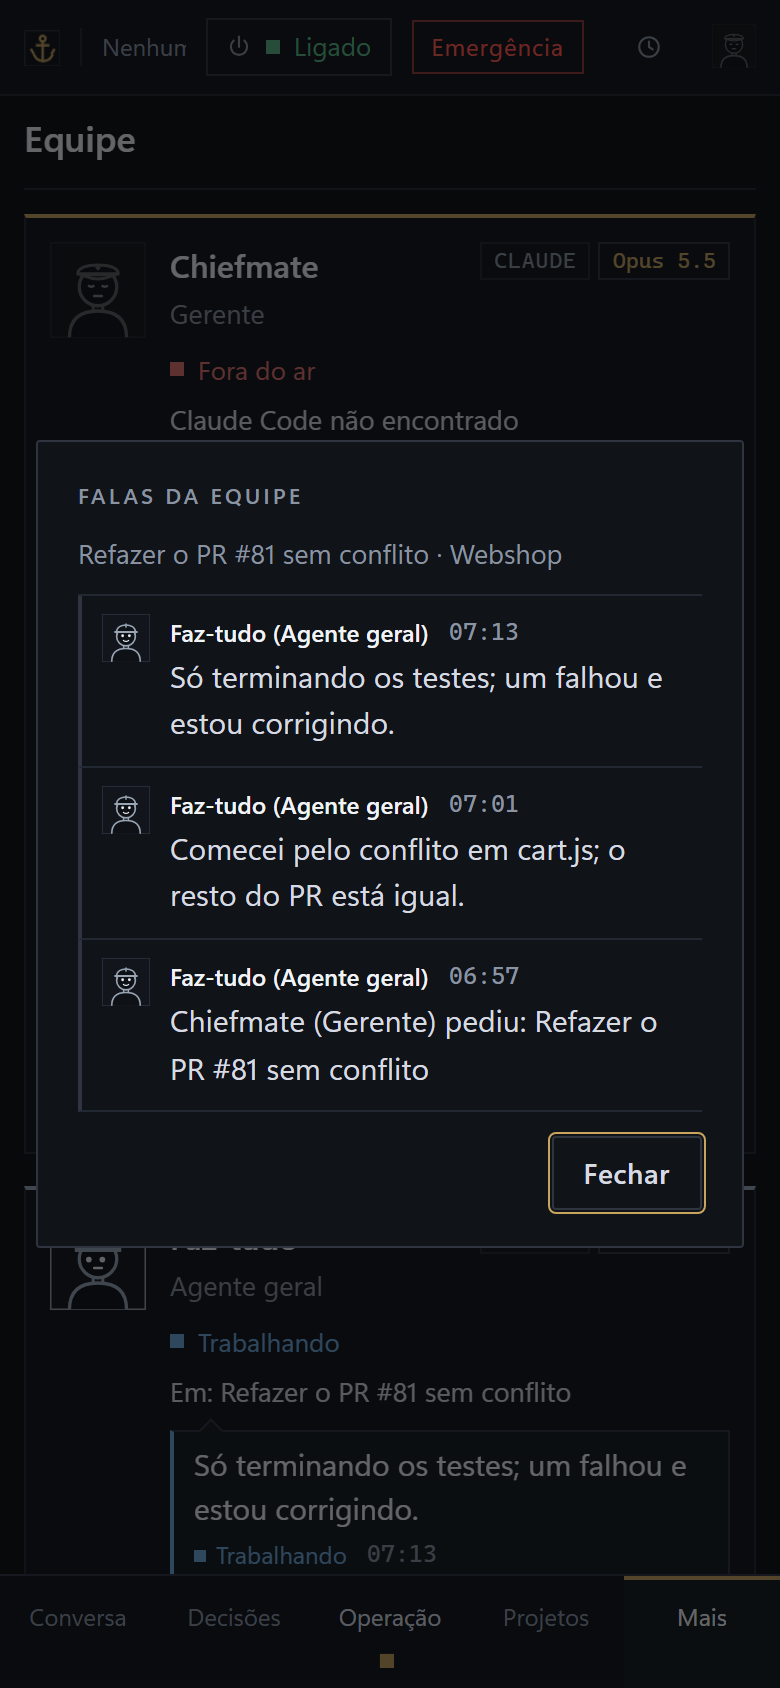 Nenhum
Ligado
Emergência
Equipe
Chiefmate
CLAUDE
Opus 5.5
Gerente
Fora do ar
Claude Code não encontrado
FALAS DA EQUIPE
Refazer o PR #81 sem conflito · Webshop
Faz-tudo (Agente geral) 07:13
Só terminando os testes; um falhou e
estou corrigindo.
Faz-tudo (Agente geral) 07:01
Comecei pelo conflito em cart.js; o
resto do PR está igual.
Faz-tudo (Agente geral) 06:57
Chiefmate (Gerente) pediu: Refazer o
PR #81 sem conflito
Fechar
Agente geral
Trabalhando
Em: Refazer o PR #81 sem conflito
Só terminando os testes; um falhou e
estou corrigindo.
Trabalhando 07:13
Conversa
Decisões
Operação
Projetos
Mais